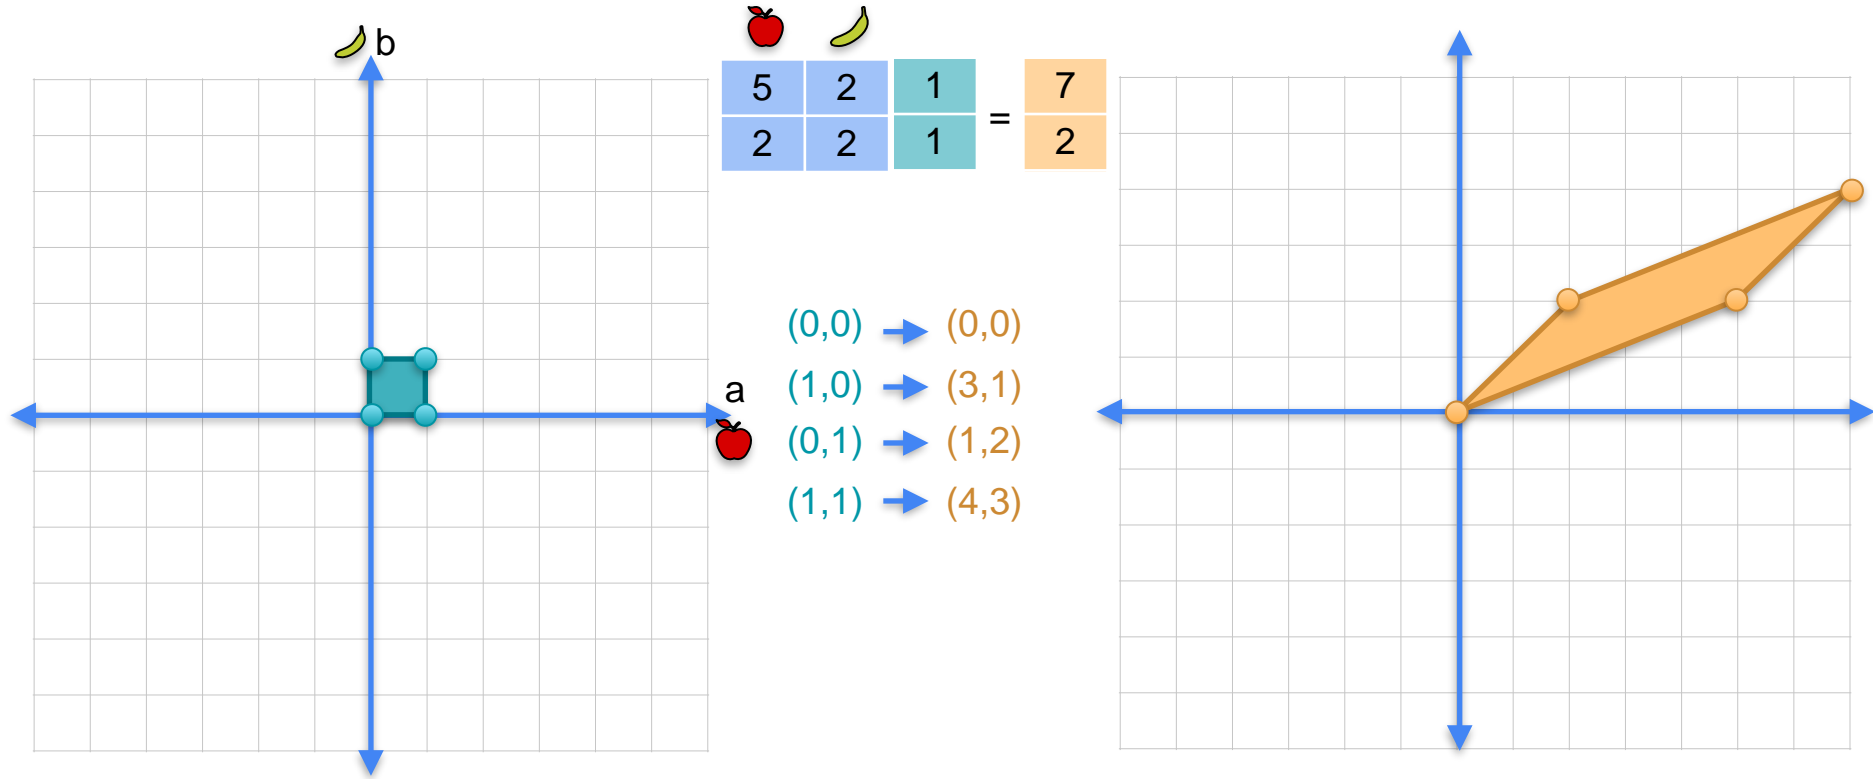 b
5 2 1 7
=
2 2 1 2
a
(0,0) (0,0)
(1,0) (3,1)
(0,1) (1,2)
(1,1) (4,3)